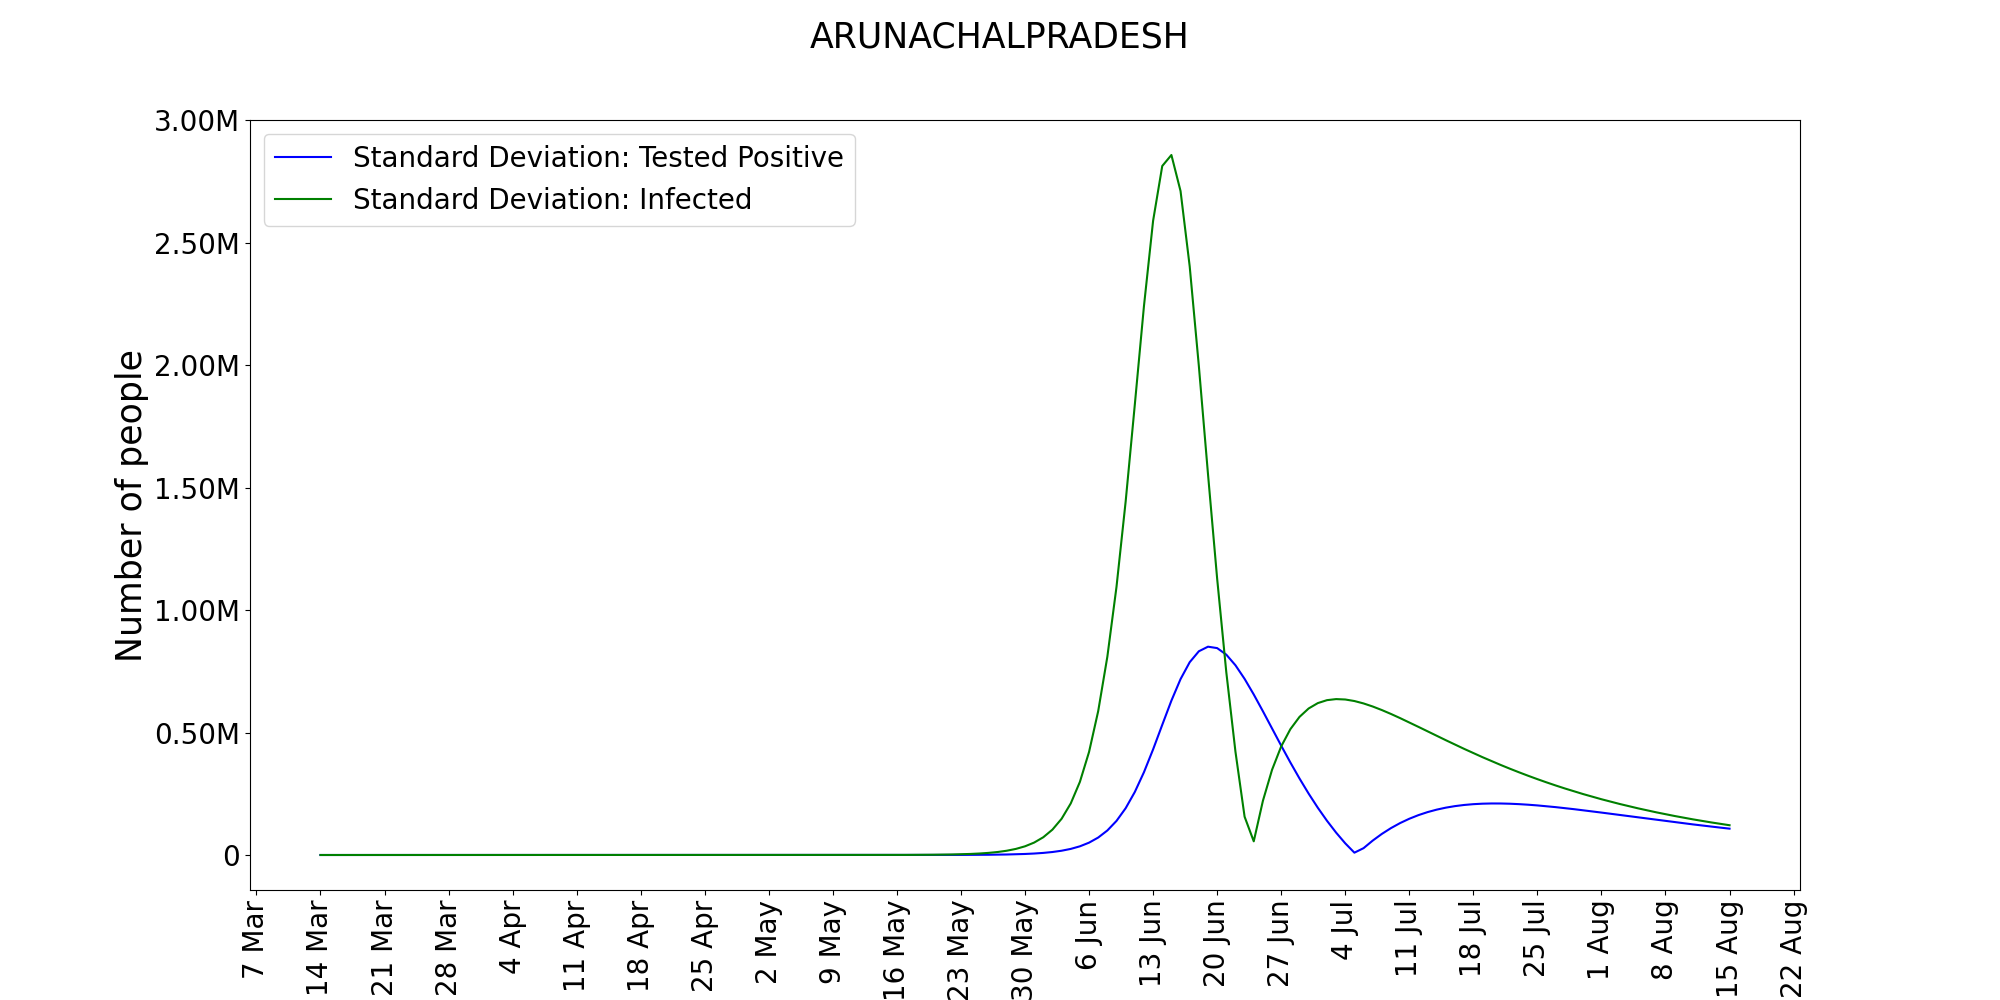 ARUNACHALPRADESH
3.00M
2.50M
2.00M
1.50M
1.00M
0.50M
0
Number of people
Standard Deviation: Tested Positive
Standard Deviation: Infected
7 Mar
14 Mar
21 Mar
28 Mar
4 Apr
11 Apr
18 Apr
25 Apr
2 May
9 May
16 May
23 May
30 May
6 Jun
13 Jun
20 Jun
27 Jun
4 Jul
11 Jul
18 Jul
25 Jul
1 Aug
8 Aug
15 Aug
22 Aug